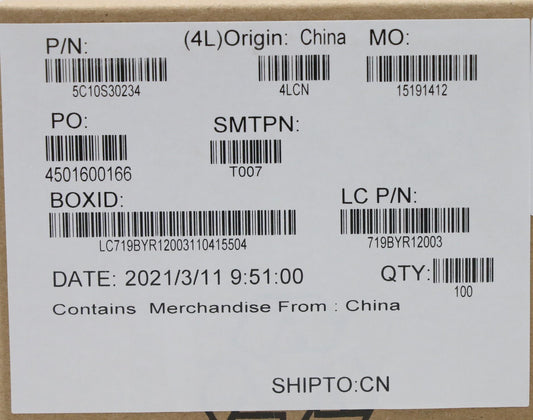 P/N: (4L)Origin: China MO:
5C10S30234 4LCN 15191412
PO: SMTPN:
4501600166 T007
BOXID: LC P/N:
LC719BYR12003110415504 719BYR12003
DATE: 2021/3/11 9:51:00 QTY:
100
Contains Merchandise From : China
SHIPTO:CN